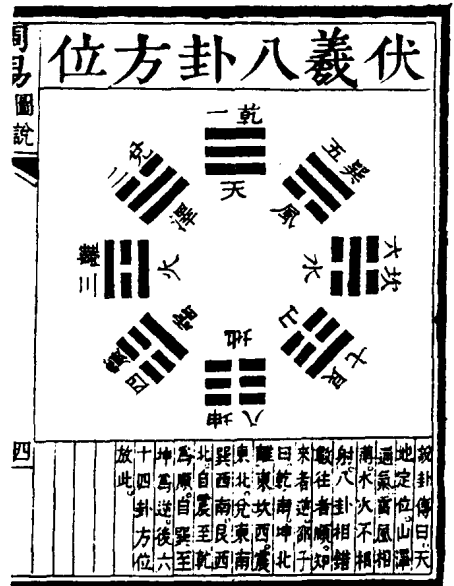 伏羲八卦方位
乾一
天
兌二
澤
離三
火
震四
雷
巽五
風
坎六
水
艮七
山
坤八
地
說卦傳曰天
地定位。山澤
通氣雷風相
薄。水火不相
射。八卦相錯
數往者順。知
來者逆。邵子
曰乾南坤北
離東坎西。震
東北。兌東南
巽西南。艮西
北。自震至乾
爲順。自巽至
坤爲逆後六
十四卦方位
放此。
周易圖說
四